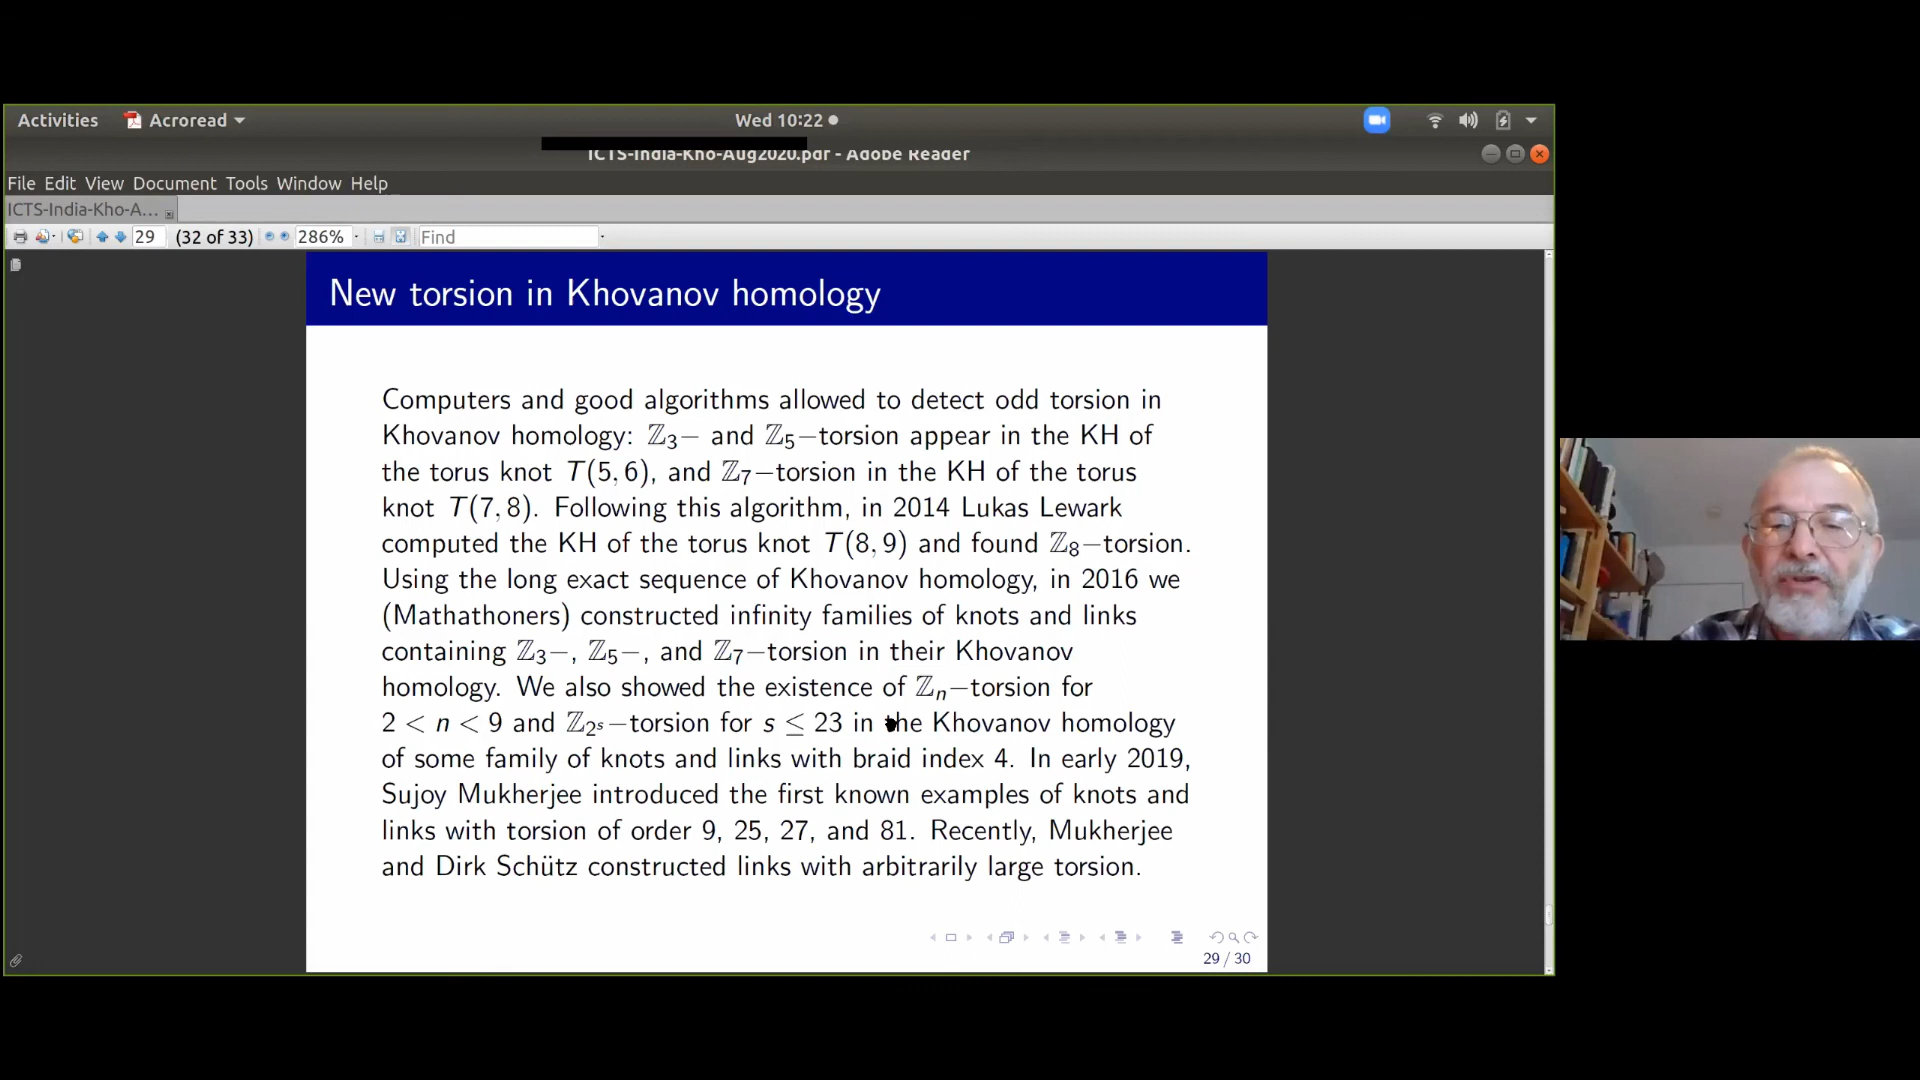 Activities Acroread Wed 10:22
ICTS-India-Kho-Aug2020.pdf - Adobe Reader
File Edit View Document Tools Window Help
ICTS-India-Kho-A...
29 (32 of 33) 286% Find
New torsion in Khovanov homology
Computers and good algorithms allowed to detect odd torsion in
Khovanov homology: ℤ₃− and ℤ₅−torsion appear in the KH of
the torus knot T(5, 6), and ℤ₇−torsion in the KH of the torus
knot T(7, 8). Following this algorithm, in 2014 Lukas Lewark
computed the KH of the torus knot T(8, 9) and found ℤ₈−torsion.
Using the long exact sequence of Khovanov homology, in 2016 we
(Mathathoners) constructed infinity families of knots and links
containing ℤ₃−, ℤ₅−, and ℤ₇−torsion in their Khovanov
homology. We also showed the existence of ℤₙ−torsion for
2 < n < 9 and ℤ_{2^s}−torsion for s ≤ 23 in the Khovanov homology
of some family of knots and links with braid index 4. In early 2019,
Sujoy Mukherjee introduced the first known examples of knots and
links with torsion of order 9, 25, 27, and 81. Recently, Mukherjee
and Dirk Schütz constructed links with arbitrarily large torsion.
29 / 30